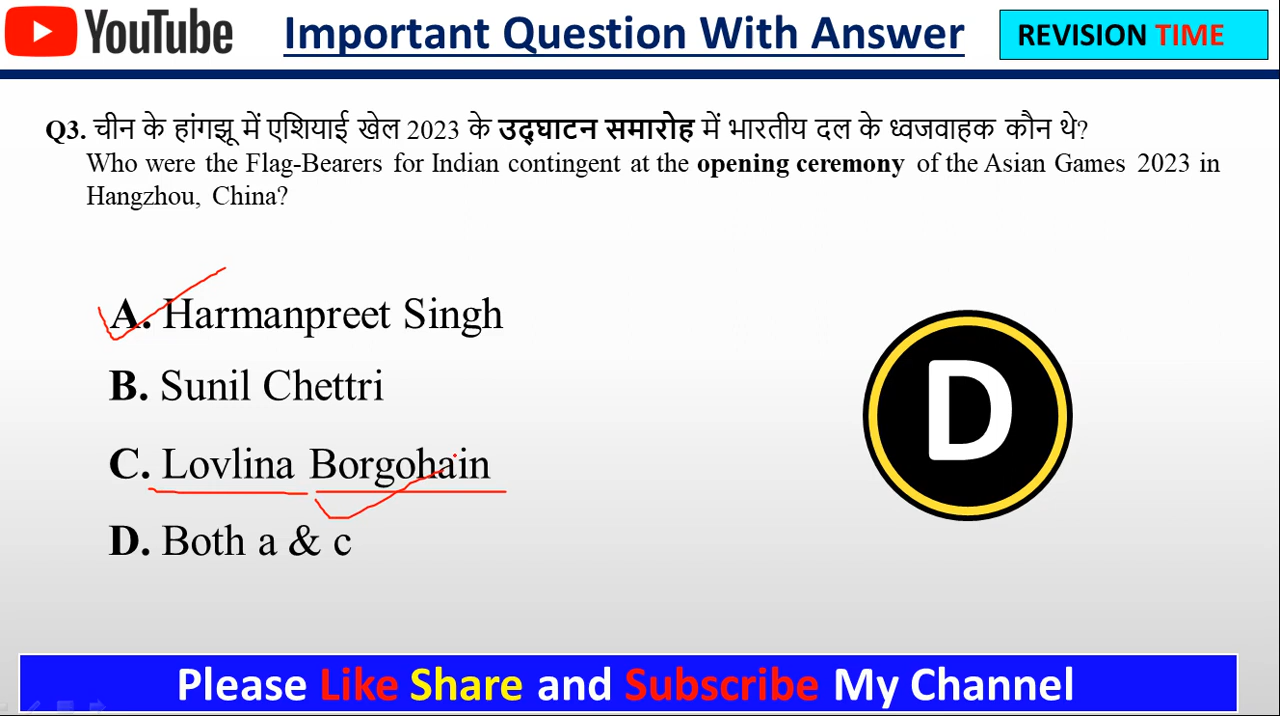 YouTube Important Question With Answer REVISION TIME
Q3. चीन के हांगझू में एशियाई खेल 2023 के उद्घाटन समारोह में भारतीय दल के ध्वजवाहक कौन थे?
Who were the Flag-Bearers for Indian contingent at the opening ceremony of the Asian Games 2023 in
Hangzhou, China?
A. Harmanpreet Singh
B. Sunil Chettri
C. Lovlina Borgohain
D. Both a & c
D
Please Like Share and Subscribe My Channel